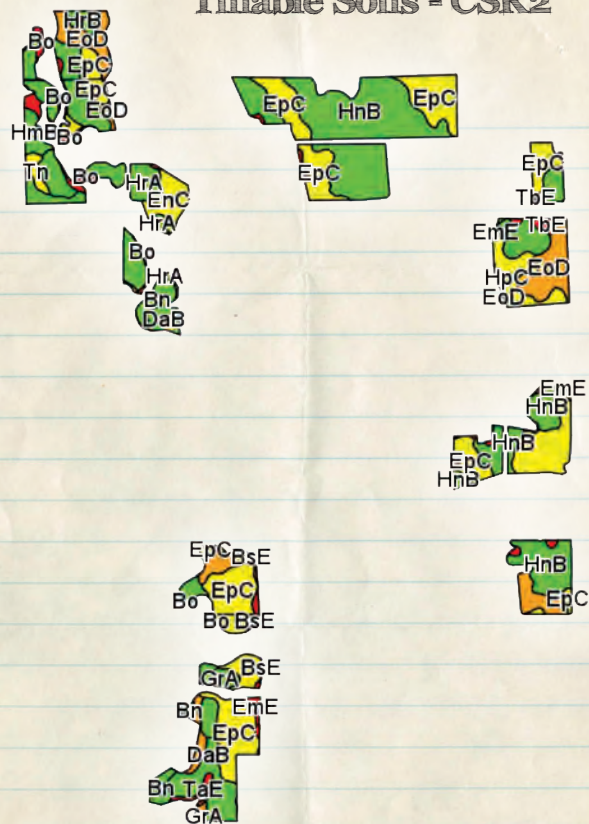 Tillable Soils - CSR2
HrB
Bo
EoD
EpC
EpC
Bo
EoD
HmB
Bo
Tn
Bo
HrA
EnC
HrA
Bo
HrA
Bn
DaB
EpC
HnB
EpC
EpC
EpC
TbE
EmE
TbE
HpC
EoD
EoD
EmE
HnB
HnB
EpC
HnB
EpC
BsE
EpC
Bo
Bo
BsE
HnB
EpC
GrA
BsE
Bn
EmE
EpC
DaB
Bn
TaE
GrA